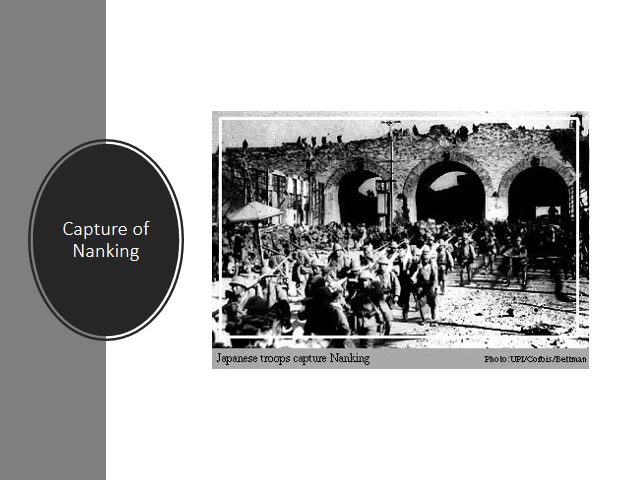 Capture of
Nanking
Japanese troops capture Nanking
Photo:UPI/Corbis/Bettman